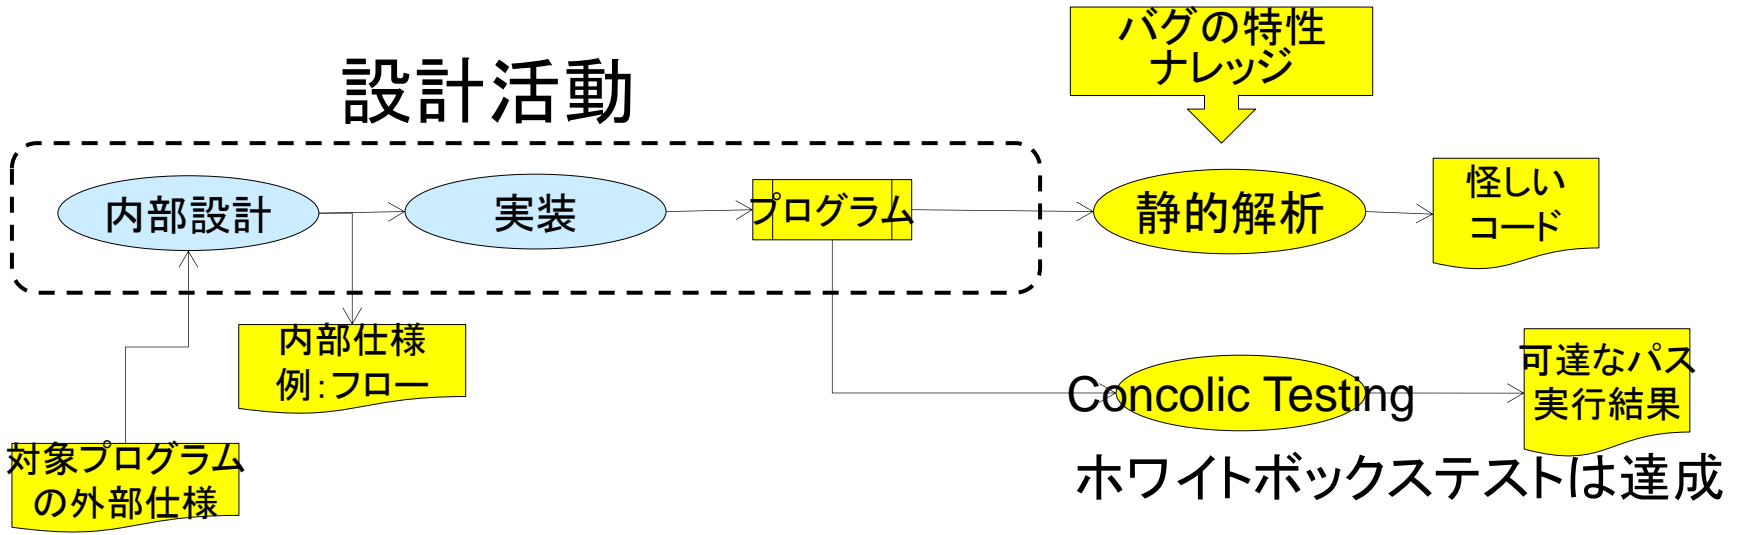 バグの特性
ナレッジ
設計活動
内部設計
実装
プログラム
静的解析
怪しい
コード
内部仕様
例:フロー
Concolic Testing
可達なパス
実行結果
対象プログラム
の外部仕様
ホワイトボックステストは達成